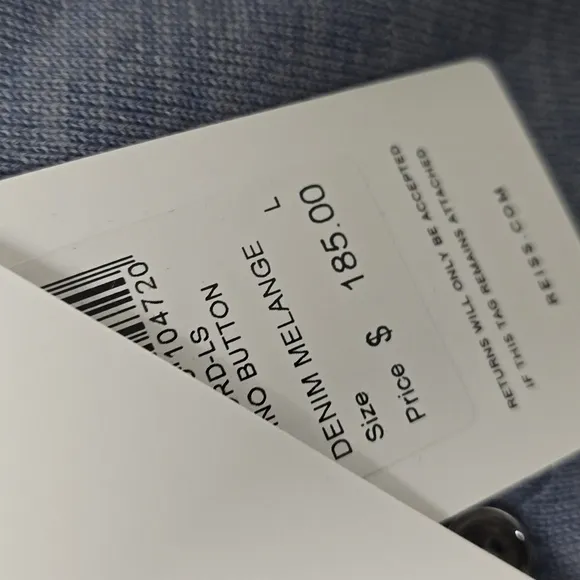 104720
RD-LS
NO BUTTON
DENIM MELANGE
Size L
Price $ 185.00
RETURNS WILL ONLY BE ACCEPTED
IF THIS TAG REMAINS ATTACHED
REISS.COM